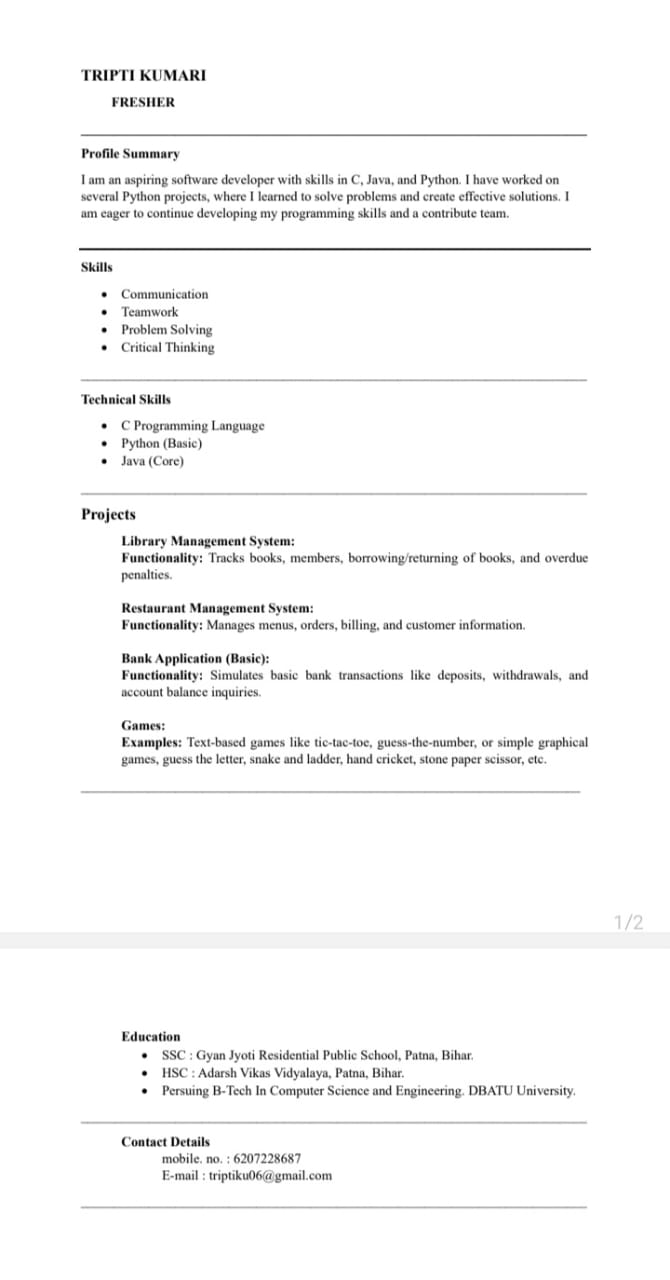 TRIPTI KUMARI
FRESHER
Profile Summary
I am an aspiring software developer with skills in C, Java, and Python. I have worked on
several Python projects, where I learned to solve problems and create effective solutions. I
am eager to continue developing my programming skills and a contribute team.
Skills
• Communication
• Teamwork
• Problem Solving
• Critical Thinking
Technical Skills
• C Programming Language
• Python (Basic)
• Java (Core)
Projects
Library Management System:
Functionality: Tracks books, members, borrowing/returning of books, and overdue
penalties.
Restaurant Management System:
Functionality: Manages menus, orders, billing, and customer information.
Bank Application (Basic):
Functionality: Simulates basic bank transactions like deposits, withdrawals, and
account balance inquiries.
Games:
Examples: Text-based games like tic-tac-toe, guess-the-number, or simple graphical
games, guess the letter, snake and ladder, hand cricket, stone paper scissor, etc.
1/2
Education
• SSC : Gyan Jyoti Residential Public School, Patna, Bihar.
• HSC : Adarsh Vikas Vidyalaya, Patna, Bihar.
• Persuing B-Tech In Computer Science and Engineering. DBATU University.
Contact Details
mobile. no. : 6207228687
E-mail : triptiku06@gmail.com